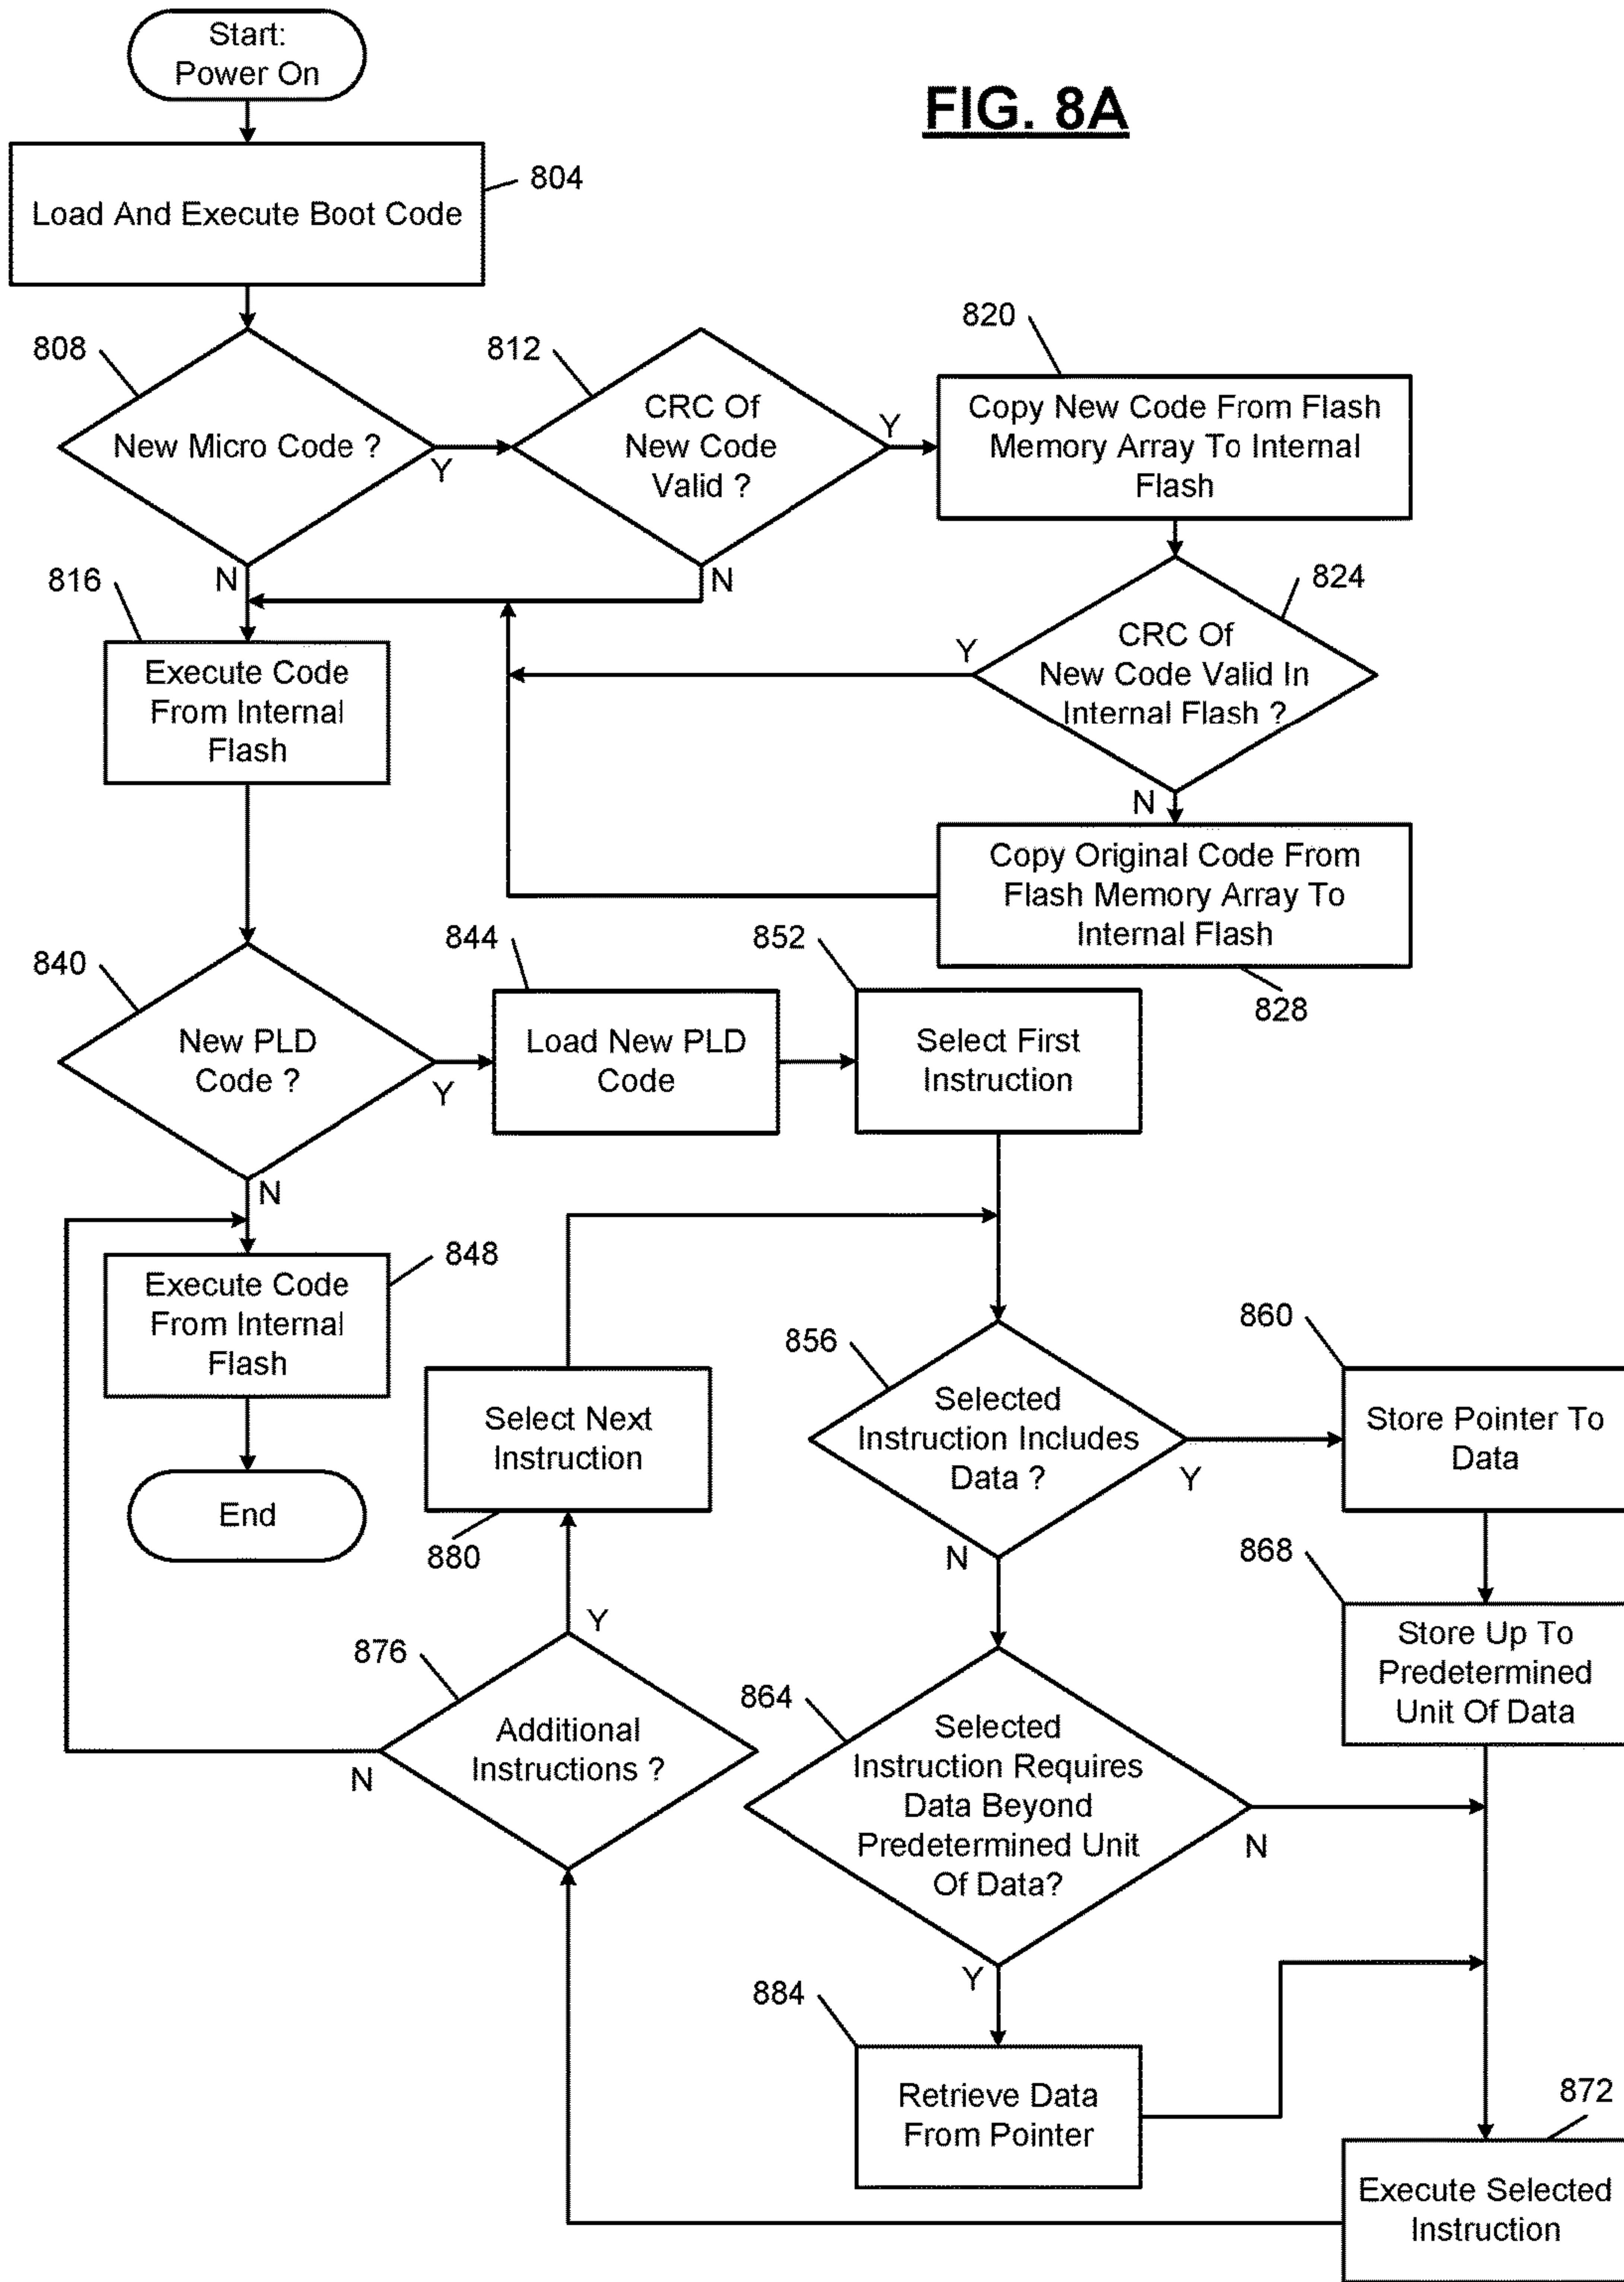 Start:
Power On
FIG. 8A
804
Load And Execute Boot Code
808
812
820
New Micro Code ?
Y
CRC Of
New Code
Valid ?
Y
Copy New Code From Flash
Memory Array To Internal
Flash
N
N
816
824
Execute Code
From Internal
Flash
Y
CRC Of
New Code Valid In
Internal Flash ?
N
Copy Original Code From
Flash Memory Array To
Internal Flash
828
840
844
852
New PLD
Code ?
Y
Load New PLD
Code
Select First
Instruction
N
848
Execute Code
From Internal
Flash
End
856
860
Selected
Instruction Includes
Data ?
Y
Store Pointer To
Data
Select Next
Instruction
880
N
868
Store Up To
Predetermined
Unit Of Data
Y
876
Additional
Instructions ?
N
864
Selected
Instruction Requires
Data Beyond
Predetermined Unit
Of Data?
N
Y
884
Retrieve Data
From Pointer
872
Execute Selected
Instruction